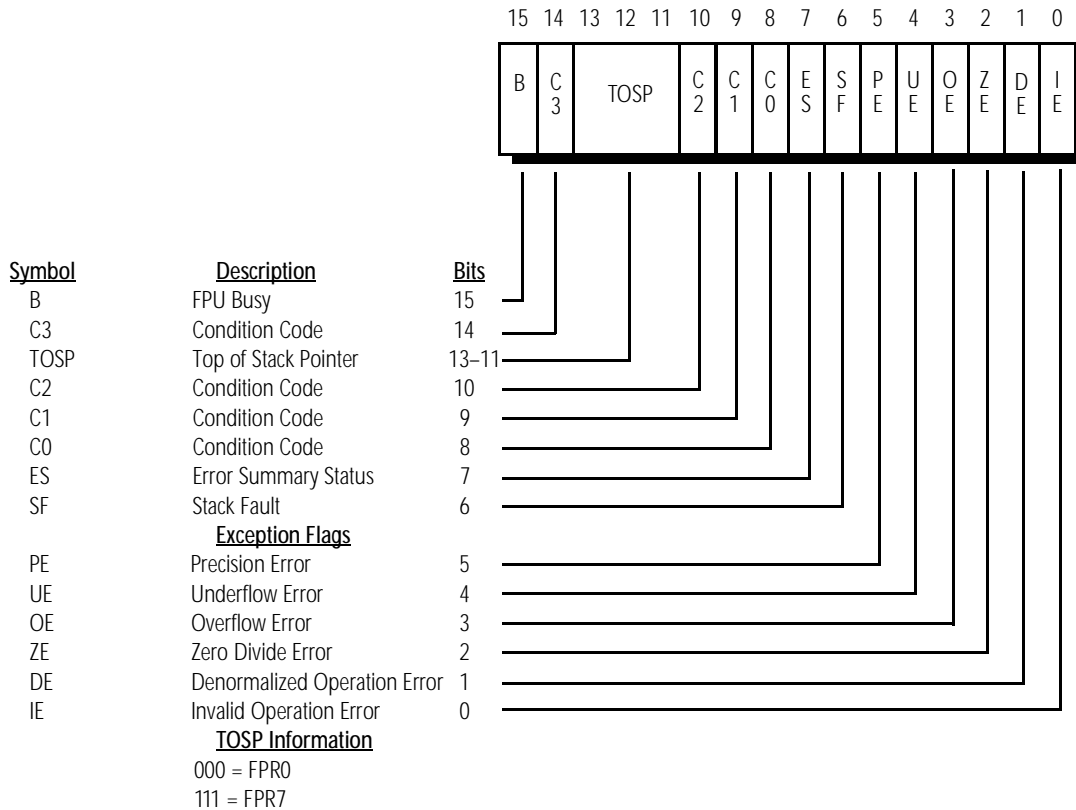 15 14 13 12 11 10 9 8 7 6 5 4 3 2 1 0
B C3 TOSP C2 C1 C0 ES SF PE UE OE ZE DE IE
Symbol Description Bits
B FPU Busy 15
C3 Condition Code 14
TOSP Top of Stack Pointer 13–11
C2 Condition Code 10
C1 Condition Code 9
C0 Condition Code 8
ES Error Summary Status 7
SF Stack Fault 6
Exception Flags
PE Precision Error 5
UE Underflow Error 4
OE Overflow Error 3
ZE Zero Divide Error 2
DE Denormalized Operation Error 1
IE Invalid Operation Error 0
TOSP Information
000 = FPR0
111 = FPR7